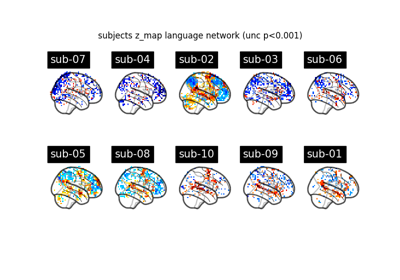 subjects z_map language network (unc p<0.001)
sub-07 sub-04 sub-02 sub-03 sub-06
sub-05 sub-08 sub-10 sub-09 sub-01